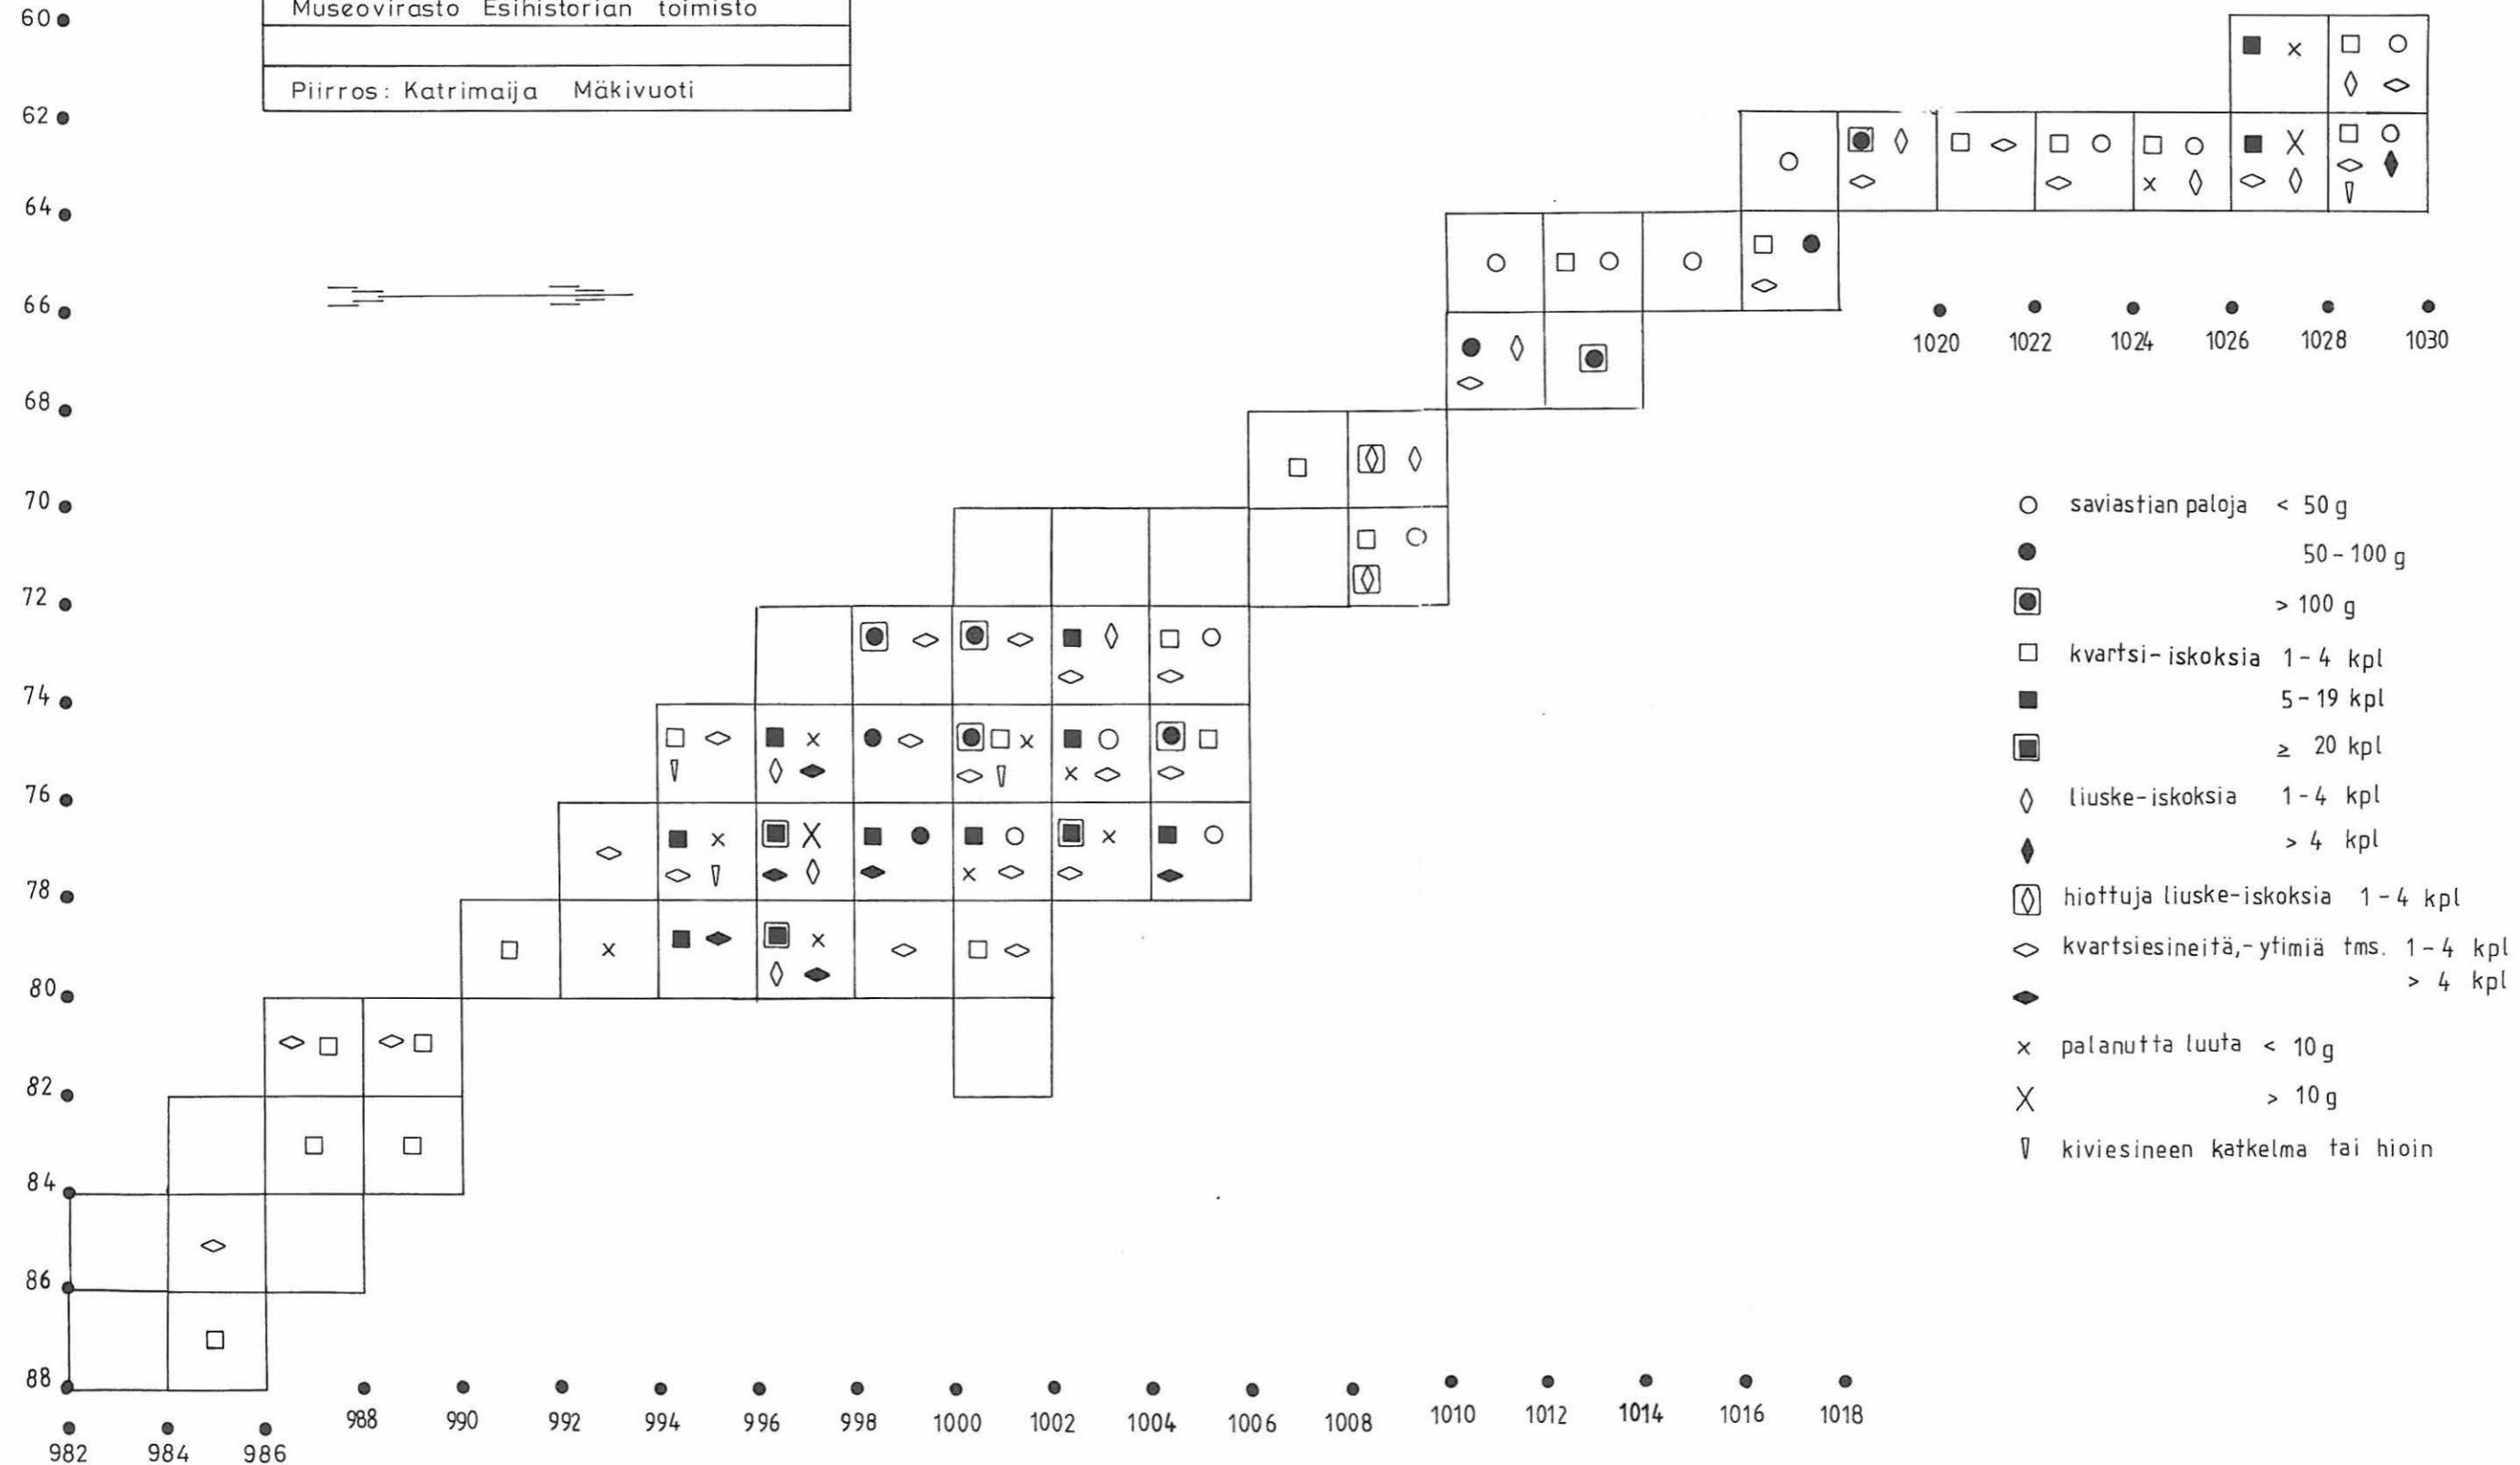 Museovirasto Esihistorian toimisto
Piirros: Katrimaija Mäkivuoti
60
62
64
66
68
70
72
74
76
78
80
82
84
86
88
1020 1022 1024 1026 1028 1030
saviastian paloja < 50 g
50-100 g
> 100 g
kvartsi-iskoksia 1-4 kpl
5-19 kpl
≥ 20 kpl
liuske-iskoksia 1-4 kpl
> 4 kpl
hiottuja liuske-iskoksia 1-4 kpl
kvartsiesineitä,-ytimiä tms. 1-4 kpl
> 4 kpl
palanutta luuta < 10 g
> 10 g
kiviesineen katkelma tai hioin
988 990 992 994 996 998 1000 1002 1004 1006 1008 1010 1012 1014 1016 1018
982 984 986